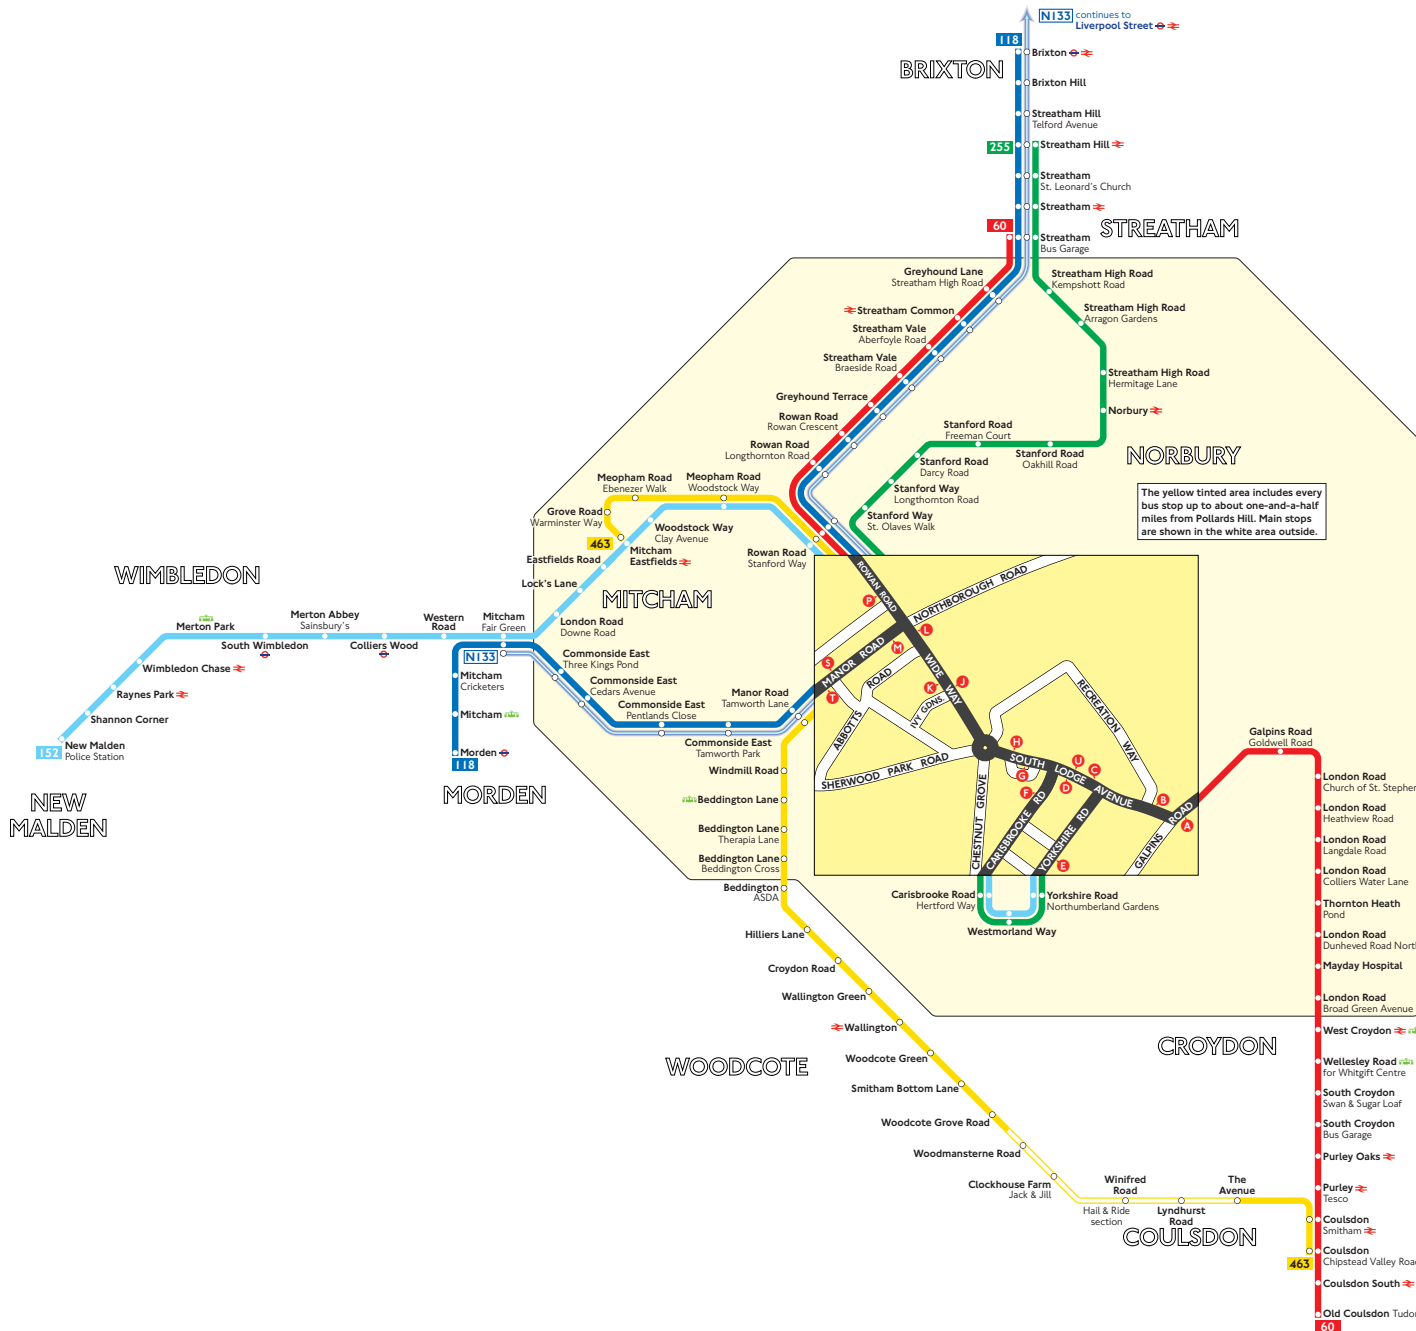 N133 continues to
Liverpool Street
118
Brixton
BRIXTON
Brixton Hill
Streatham Hill
Telford Avenue
255
Streatham Hill
Streatham
St. Leonard's Church
Streatham
60
STREATHAM
Streatham
Bus Garage
Greyhound Lane
Streatham High Road
Streatham High Road
Kempshott Road
Streatham Common
Streatham High Road
Arragon Gardens
Streatham Vale
Aberfoyle Road
Streatham Vale
Braeside Road
Streatham High Road
Hermitage Lane
Greyhound Terrace
Norbury
Rowan Road
Rowan Crescent
Stanford Road
Freeman Court
Rowan Road
Longthornton Road
Stanford Road
Oakhill Road
NORBURY
Stanford Road
Darcy Road
Meopham Road
Ebenezer Walk
Meopham Road
Woodstock Way
Stanford Way
Longthornton Road
The yellow tinted area includes every
bus stop up to about one-and-a-half
miles from Pollards Hill. Main stops
are shown in the white area outside.
Grove Road
Warminster Way
Stanford Way
St. Olaves Walk
Woodstock Way
Clay Avenue
463
Mitcham
Eastfields
Rowan Road
Stanford Way
Eastfields Road
WIMBLEDON
Lock's Lane
MITCHAM
ROWAN ROAD
NORTHBOROUGH ROAD
P
L
Merton Park
Merton Abbey
Sainsbury's
Western
Road
Mitcham
Fair Green
London Road
Downe Road
South Wimbledon
Colliers Wood
N133
Commonside East
Three Kings Pond
MANOR ROAD
M
S
T
WIDE WAY
Wimbledon Chase
Mitcham
Cricketers
Commonside East
Cedars Avenue
Manor Road
Tamworth Lane
ABBOTTS ROAD
K
J
IVY GDNS.
RECREATION WAY
Raynes Park
Commonside East
Pentlands Close
Shannon Corner
Mitcham
152
New Malden
Police Station
Morden
118
Commonside East
Tamworth Park
Galpins Road
Goldwell Road
Windmill Road
SHERWOOD PARK ROAD
H
SOUTH LODGE AVENUE
G
U
C
F
D
B
A
London Road
Church of St. Stephen
MORDEN
NEW
MALDEN
Beddington Lane
CHESTNUT GROVE
CARISBROOKE RD
YORKSHIRE RD
GALPINS ROAD
London Road
Heathview Road
Beddington Lane
Therapia Lane
London Road
Langdale Road
Beddington Lane
Beddington Cross
E
London Road
Colliers Water Lane
Beddington
ASDA
Carisbrooke Road
Hertford Way
Yorkshire Road
Northumberland Gardens
Thornton Heath
Pond
Westmorland Way
Hilliers Lane
London Road
Dunheved Road North
Croydon Road
Mayday Hospital
Wallington Green
London Road
Broad Green Avenue
Wallington
West Croydon
CROYDON
Woodcote Green
WOODCOTE
Wellesley Road
for Whitgift Centre
Smitham Bottom Lane
South Croydon
Swan & Sugar Loaf
Woodcote Grove Road
South Croydon
Bus Garage
Woodmansterne Road
Purley Oaks
Clockhouse Farm
Jack & Jill
Winifred
Road
The
Avenue
Purley
Tesco
Hail & Ride
section
Lyndhurst
Road
COULSDON
Coulsdon
Smitham
463
Coulsdon
Chipstead Valley Road
Coulsdon South
Old Coulsdon Tudor
60